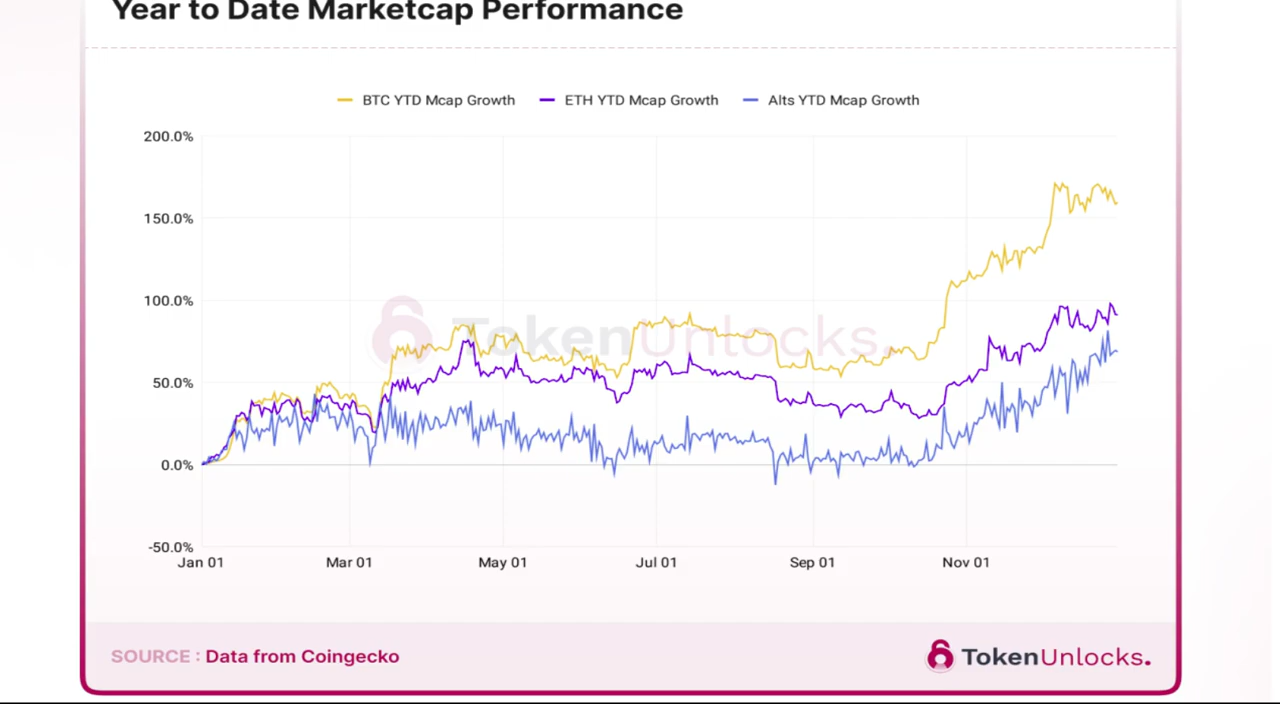 Year to Date Marketcap Performance
BTC YTD Mcap Growth ETH YTD Mcap Growth Alts YTD Mcap Growth
200.0%
150.0%
100.0%
TokenUnlocks.
50.0%
0.0%
-50.0%
Jan 01 Mar 01 May 01 Jul 01 Sep 01 Nov 01
SOURCE : Data from Coingecko
TokenUnlocks.